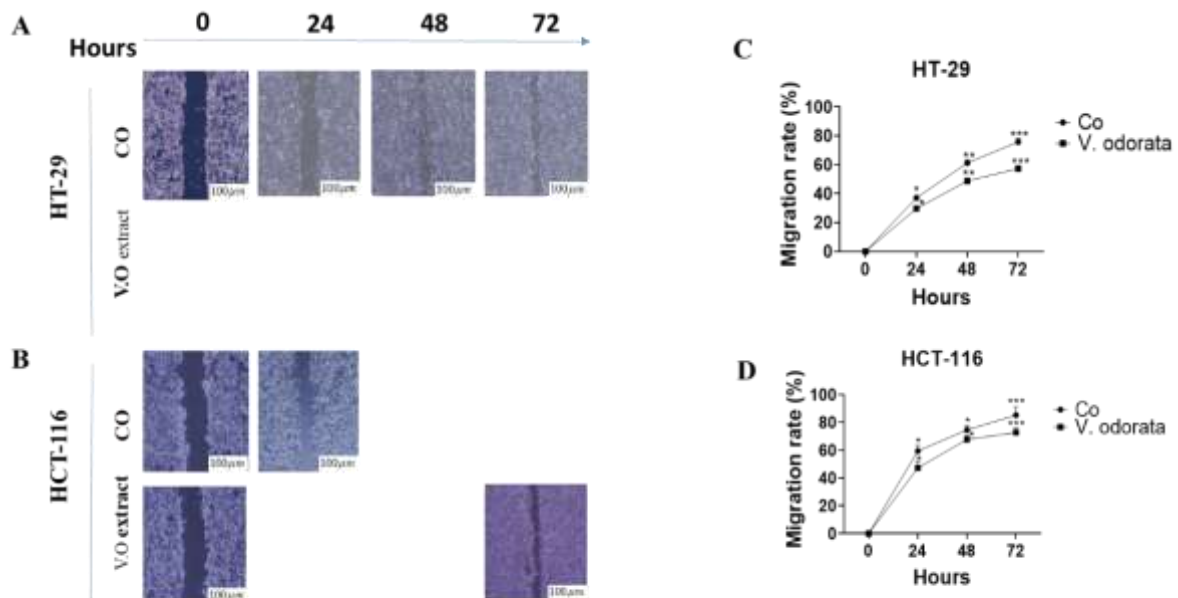 A
0 24 48 72
Hours
HT-29
CO
100μm 100μm 100μm 100μm
V.O extract
B
HCT-116
CO
100μm 100μm
V.O extract
100μm 100μm
C
HT-29
Migration rate (%)
100
80
60
40
20
0
* ** ***
* ** ***
0 24 48 72
Hours
Co
V. odorata
D
HCT-116
Migration rate (%)
100
80
60
40
20
0
* * ***
* * ***
0 24 48 72
Hours
Co
V. odorata